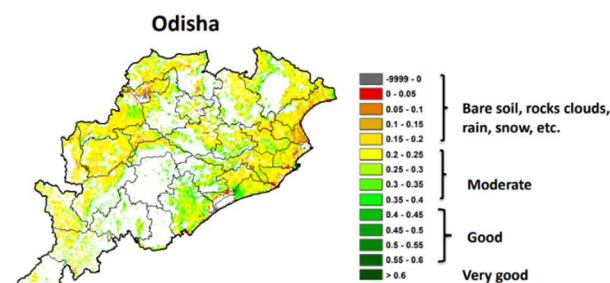 Odisha
-9999 - 0
0 - 0.05
0.05 - 0.1
0.1 - 0.15
0.15 - 0.2
0.2 - 0.25
0.25 - 0.3
0.3 - 0.35
0.35 - 0.4
0.4 - 0.45
0.45 - 0.5
0.5 - 0.55
0.55 - 0.6
> 0.6
Bare soil, rocks clouds,
rain, snow, etc.
Moderate
Good
Very good